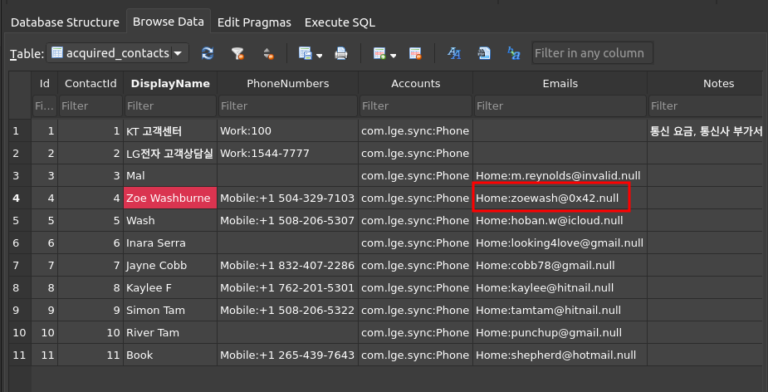 Database Structure Browse Data Edit Pragmas Execute SQL
Table: acquired_contacts Filter in any column
Id ContactId DisplayName PhoneNumbers Accounts Emails Notes
Fi... Filter Filter Filter Filter Filter Filter
1 1 1 KT 고객센터 Work:100 com.lge.sync:Phone 통신 요금, 통신사 부가서
2 2 2 LG전자 고객상담실 Work:1544-7777 com.lge.sync:Phone
3 3 3 Mal com.lge.sync:Phone Home:m.reynolds@invalid.null
4 4 4 Zoe Washburne Mobile:+1 504-329-7103 com.lge.sync:Phone Home:zoewash@0x42.null
5 5 5 Wash Mobile:+1 508-206-5307 com.lge.sync:Phone Home:hoban.w@icloud.null
6 6 6 Inara Serra com.lge.sync:Phone Home:looking4love@gmail.null
7 7 7 Jayne Cobb Mobile:+1 832-407-2286 com.lge.sync:Phone Home:cobb78@gmail.null
8 8 8 Kaylee F Mobile:+1 762-201-5301 com.lge.sync:Phone Home:kaylee@hitnail.null
9 9 9 Simon Tam Mobile:+1 508-206-5322 com.lge.sync:Phone Home:tamtam@hitnail.null
10 10 10 River Tam com.lge.sync:Phone Home:punchup@gmail.null
11 11 11 Book Mobile:+1 265-439-7643 com.lge.sync:Phone Home:shepherd@hotmail.null